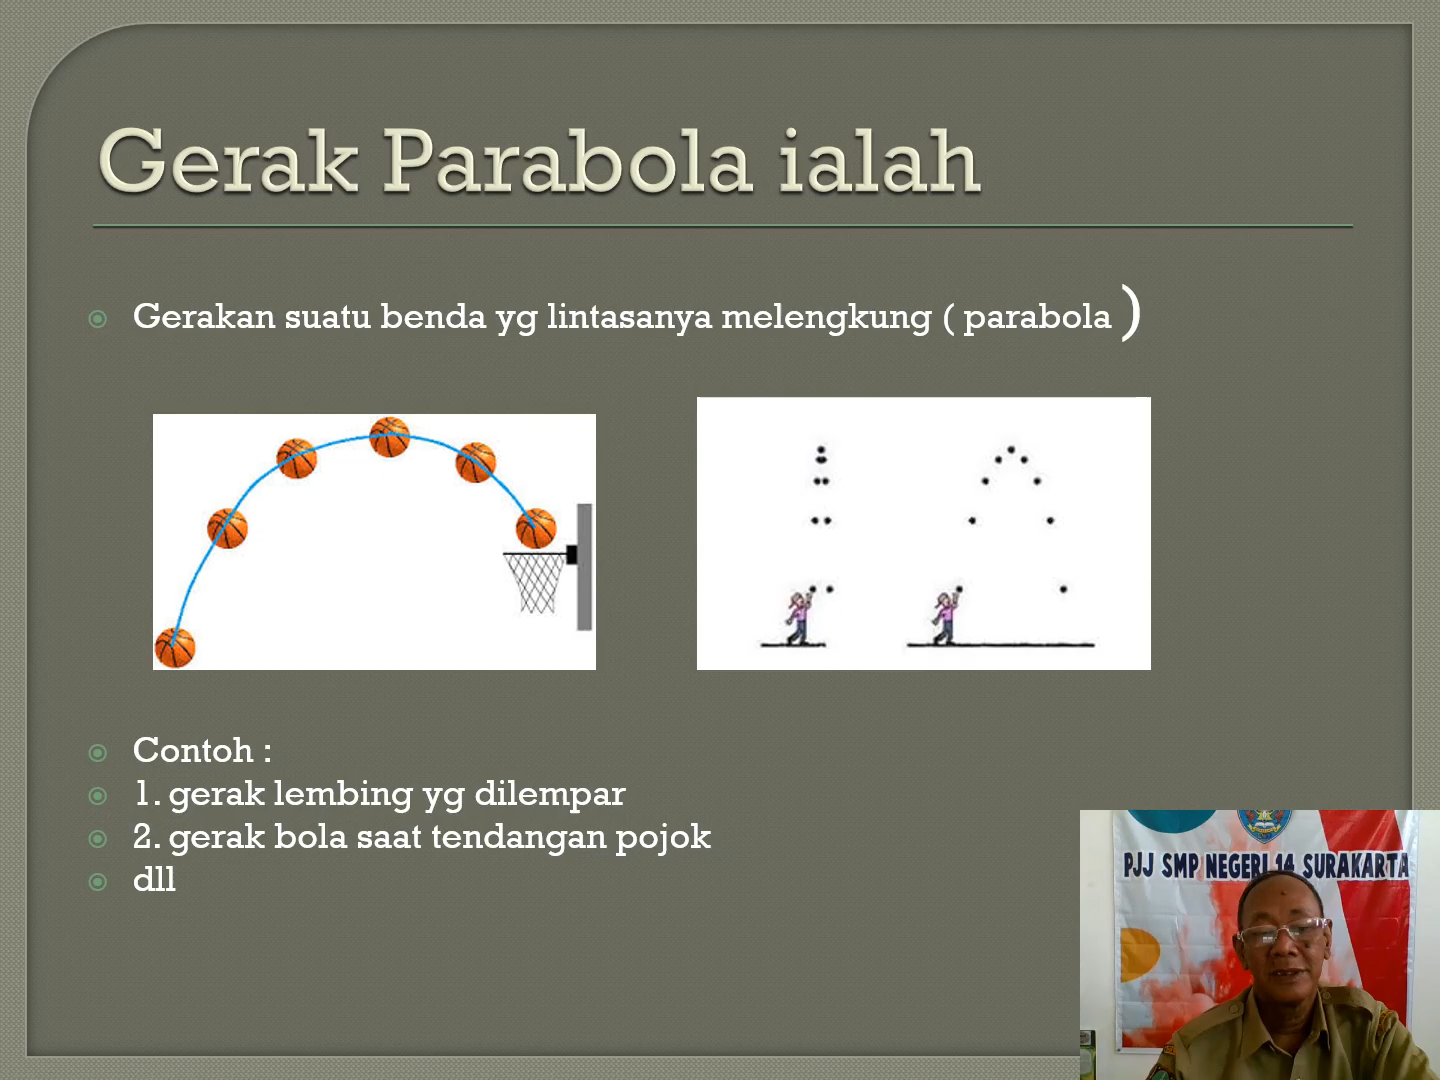 Gerak Parabola ialah
Gerakan suatu benda yg lintasanya melengkung ( parabola )
Contoh :
1. gerak lembing yg dilempar
2. gerak bola saat tendangan pojok
dll
PJJ SMP NEGERI 14 SURAKARTA